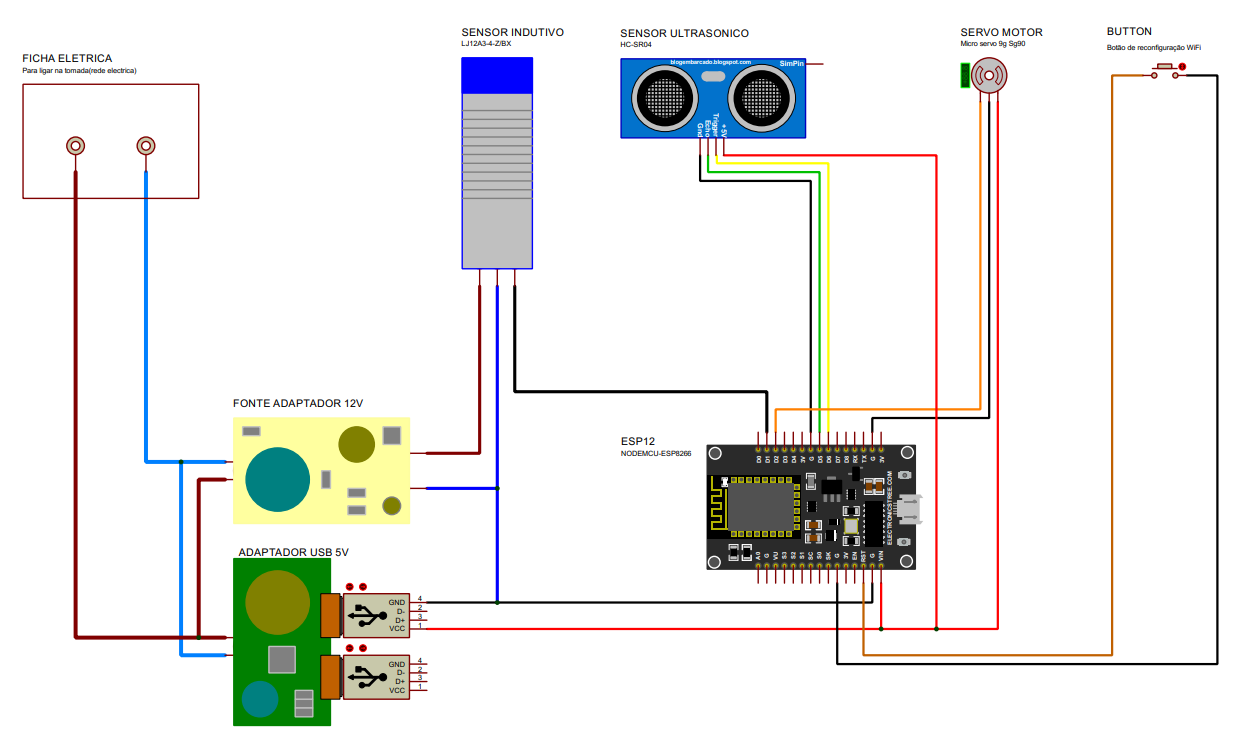 FICHA ELETRICA
Para ligar na tomada(rede electrica)
SENSOR INDUTIVO
LJ12A3-4-Z/BX
SENSOR ULTRASONICO
HC-SR04
blogembarcado.blogspot.com
SimPin
Gnd
Echo
Trigger
+5V
SERVO MOTOR
Micro servo 9g Sg90
BUTTON
Botão de reconfiguração WiFi
FONTE ADAPTADOR 12V
ADAPTADOR USB 5V
GND 4
D- 2
D+ 3
VCC 1
GND 4
D- 2
D+ 3
VCC 1
ESP12
NODEMCU-ESP8266
D0 D1 D2 D3 D4 3V G D5 D6 D7 D8 RX TX G 3V
ELECTRONICSTREE.COM
A0 G VU S3 S2 S1 SC S0 SK G 3V EN RST G VIN